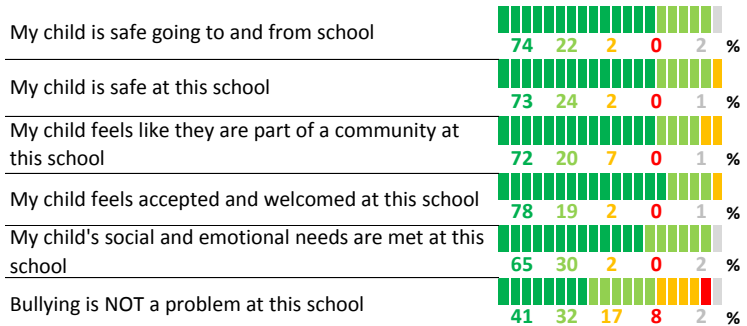 My child is safe going to and from school
74 22 2 0 2 %
My child is safe at this school
73 24 2 0 1 %
My child feels like they are part of a community at
this school
72 20 7 0 1 %
My child feels accepted and welcomed at this school
78 19 2 0 1 %
My child's social and emotional needs are met at this
school
65 30 2 0 2 %
Bullying is NOT a problem at this school
41 32 17 8 2 %